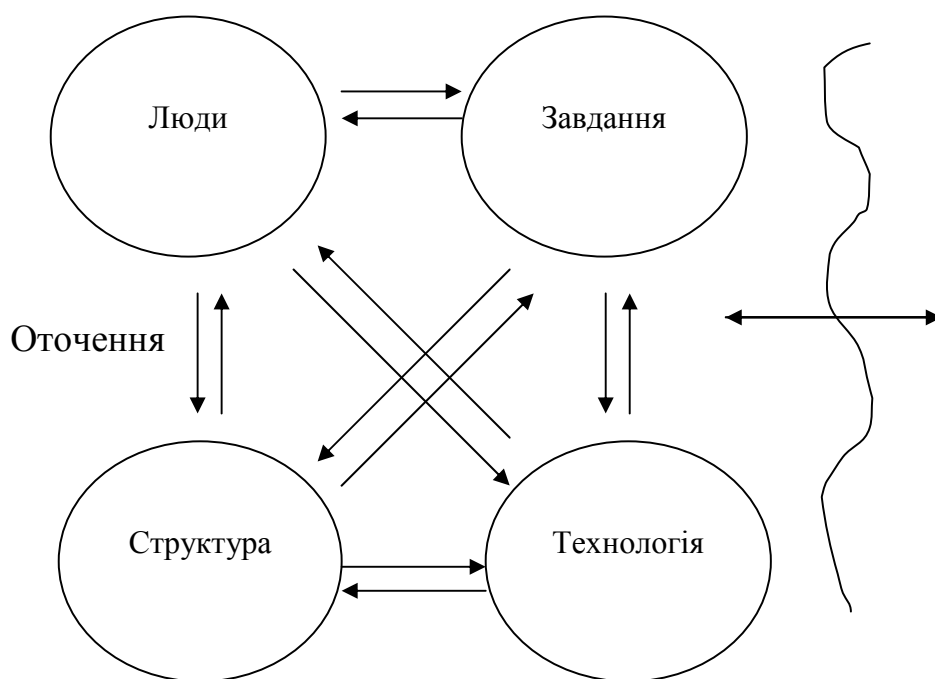 Люди
Завдання
Оточення
Структура
Технологія